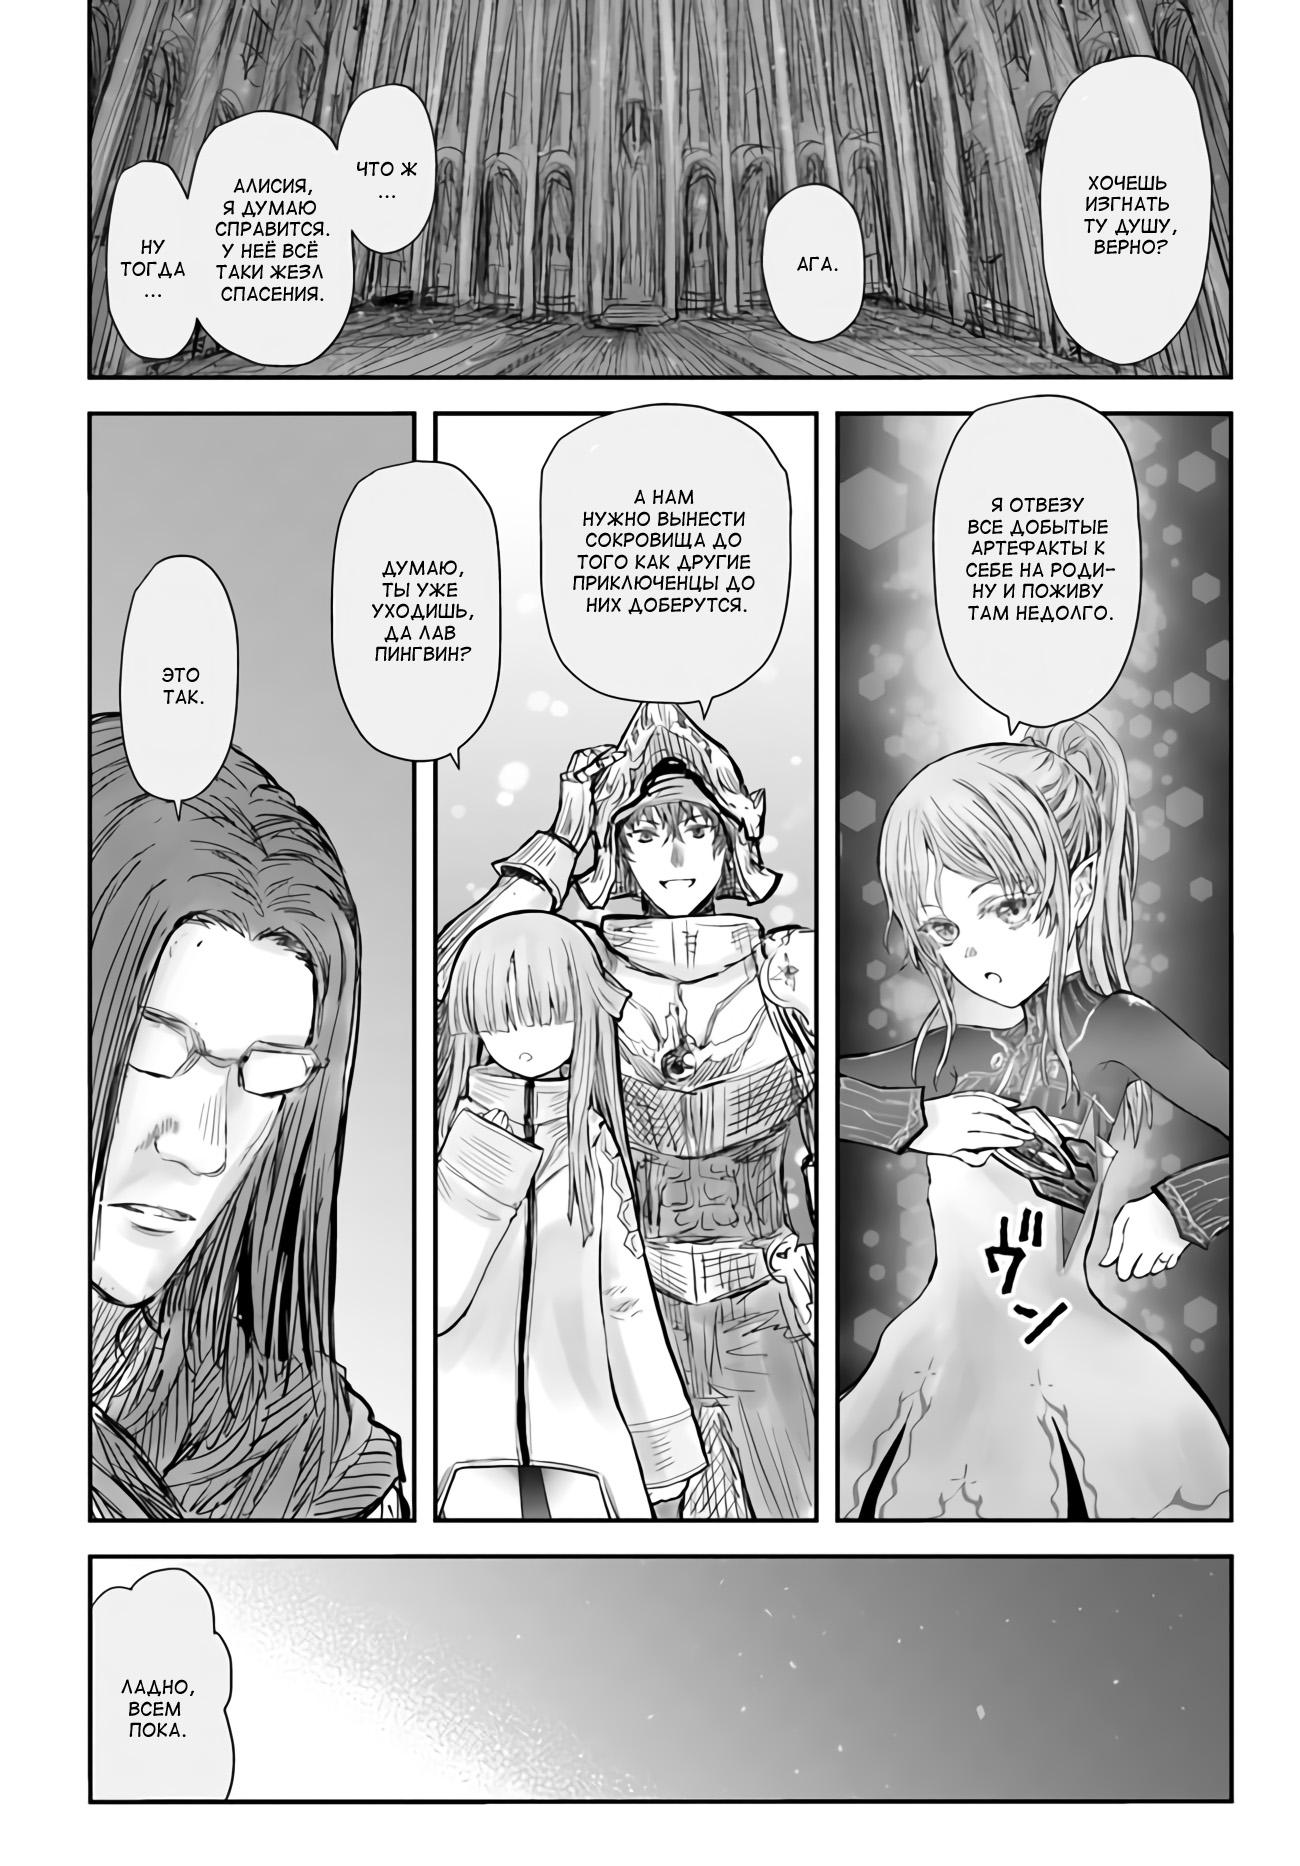 ХОЧЕШЬ
ИЗГНАТЬ
ТУ ДУШУ,
ВЕРНО?
АГА.
ЧТО Ж
...
АЛИСИЯ,
Я ДУМАЮ
СПРАВИТСЯ.
У НЕЁ ВСЁ
ТАКИ ЖЕЗЛ
СПАСЕНИЯ.
НУ
ТОГДА
...
Я ОТВЕЗУ
ВСЕ ДОБЫТЫЕ
АРТЕФАКТЫ К
СЕБЕ НА РОДИ-
НУ И ПОЖИВУ
ТАМ НЕДОЛГО.
ヴン
А НАМ
НУЖНО ВЫНЕСТИ
СОКРОВИЩА ДО
ТОГО КАК ДРУГИЕ
ПРИКЛЮЧЕНЦЫ ДО
НИХ ДОБЕРУТСЯ.
ДУМАЮ,
ТЫ УЖЕ
УХОДИШЬ,
ДА ЛАВ
ПИНГВИН?
ЭТО
ТАК.
ЛАДНО,
ВСЕМ
ПОКА.